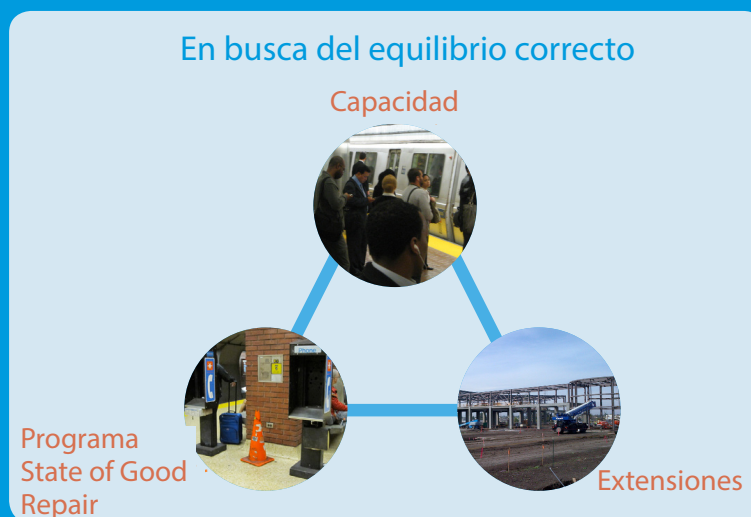 En busca del equilibrio correcto
Capacidad
Programa
State of Good
Repair
Extensiones